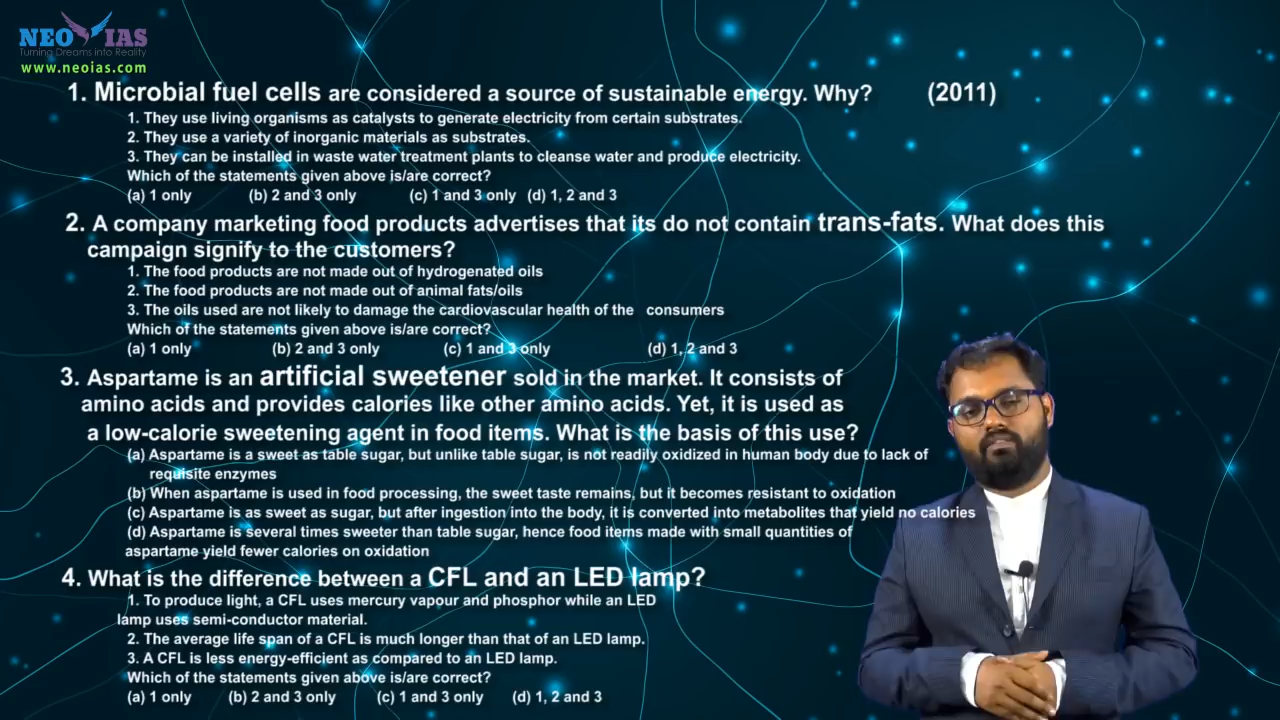 NEO IAS
Turning Dreams into Reality
www.neoias.com
1. Microbial fuel cells are considered a source of sustainable energy. Why? (2011)
1. They use living organisms as catalysts to generate electricity from certain substrates.
2. They use a variety of inorganic materials as substrates.
3. They can be installed in waste water treatment plants to cleanse water and produce electricity.
Which of the statements given above is/are correct?
(a) 1 only (b) 2 and 3 only (c) 1 and 3 only (d) 1, 2 and 3
2. A company marketing food products advertises that its do not contain trans-fats. What does this
campaign signify to the customers?
1. The food products are not made out of hydrogenated oils
2. The food products are not made out of animal fats/oils
3. The oils used are not likely to damage the cardiovascular health of the consumers
Which of the statements given above is/are correct?
(a) 1 only (b) 2 and 3 only (c) 1 and 3 only (d) 1, 2 and 3
3. Aspartame is an artificial sweetener sold in the market. It consists of
amino acids and provides calories like other amino acids. Yet, it is used as
a low-calorie sweetening agent in food items. What is the basis of this use?
(a) Aspartame is a sweet as table sugar, but unlike table sugar, is not readily oxidized in human body due to lack of
requisite enzymes
(b) When aspartame is used in food processing, the sweet taste remains, but it becomes resistant to oxidation
(c) Aspartame is as sweet as sugar, but after ingestion into the body, it is converted into metabolites that yield no calories
(d) Aspartame is several times sweeter than table sugar, hence food items made with small quantities of
aspartame yield fewer calories on oxidation
4. What is the difference between a CFL and an LED lamp?
1. To produce light, a CFL uses mercury vapour and phosphor while an LED
lamp uses semi-conductor material.
2. The average life span of a CFL is much longer than that of an LED lamp.
3. A CFL is less energy-efficient as compared to an LED lamp.
Which of the statements given above is/are correct?
(a) 1 only (b) 2 and 3 only (c) 1 and 3 only (d) 1, 2 and 3